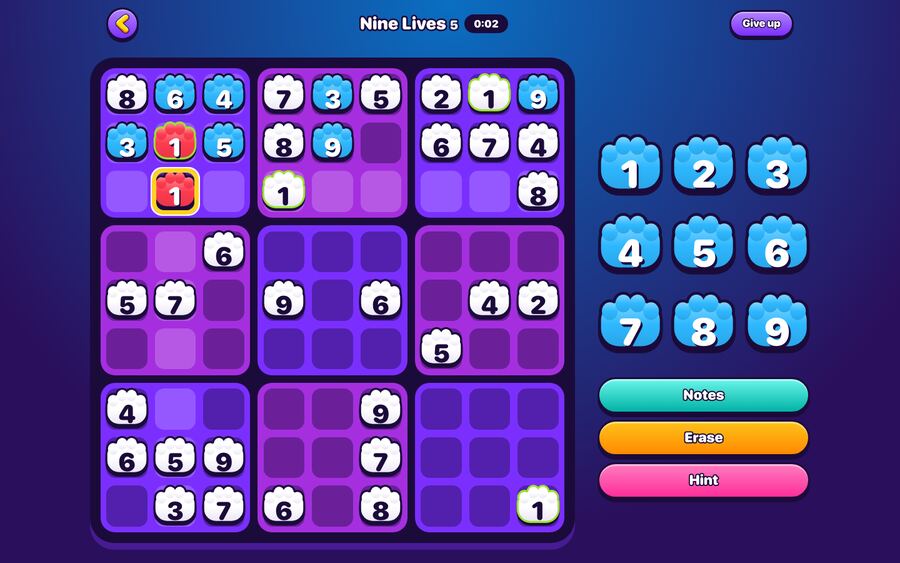 Nine Lives 5 0:02 Give up
8 6 4 7 3 5 2 1 9
3 1 5 8 9 6 7 4
1 1 8
6
5 7 9 6 4 2
5
4 9
6 5 9 7
3 7 6 8 1
1 2 3
4 5 6
7 8 9
Notes
Erase
Hint